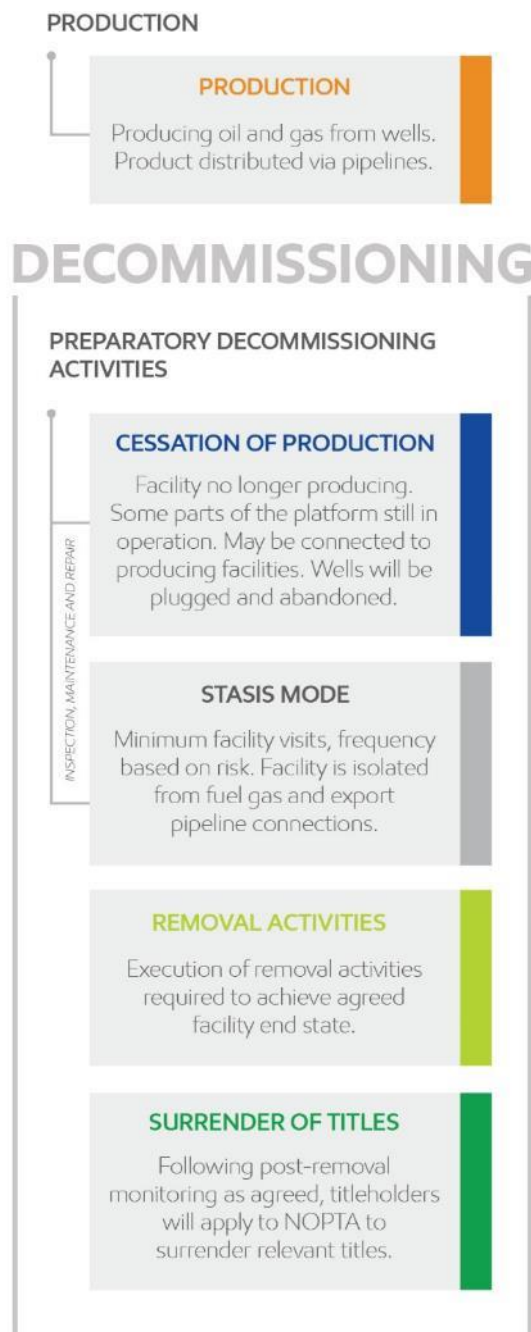 PRODUCTION
PRODUCTION
Producing oil and gas from wells.
Product distributed via pipelines.
DECOMMISSIONING
PREPARATORY DECOMMISSIONING
ACTIVITIES
CESSATION OF PRODUCTION
Facility no longer producing.
Some parts of the platform still in
operation. May be connected to
producing facilities. Wells will be
plugged and abandoned.
INSPECTION, MAINTENANCE AND REPAIR
STASIS MODE
Minimum facility visits, frequency
based on risk. Facility is isolated
from fuel gas and export
pipeline connections.
REMOVAL ACTIVITIES
Execution of removal activities
required to achieve agreed
facility end state.
SURRENDER OF TITLES
Following post-removal
monitoring as agreed, titleholders
will apply to NOPTA to
surrender relevant titles.